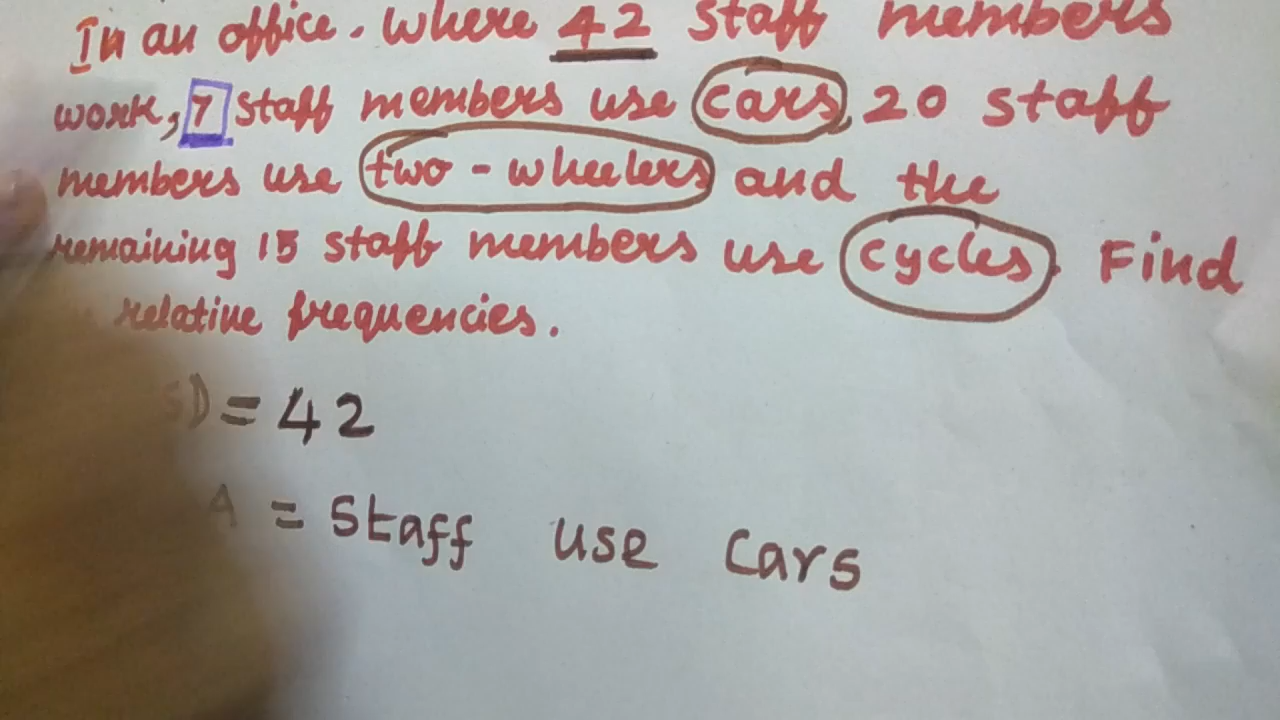 In an office, where 42 staff members
work, 7 staff members use cars, 20 staff
members use two-wheelers and the
remaining 15 staff members use cycles. Find
relative frequencies.
= 42
A = Staff use Cars